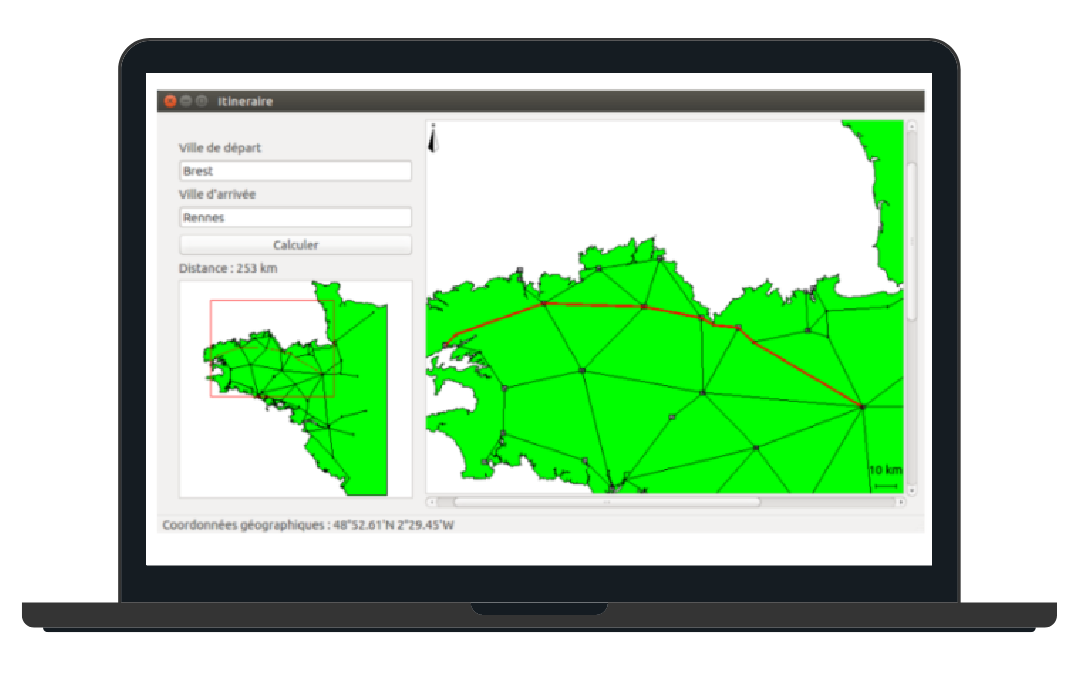 Itineraire
Ville de départ
Brest
Ville d'arrivée
Rennes
Calculer
Distance : 253 km
10 km
Coordonnées géographiques : 48°52.61'N 2°29.45'W